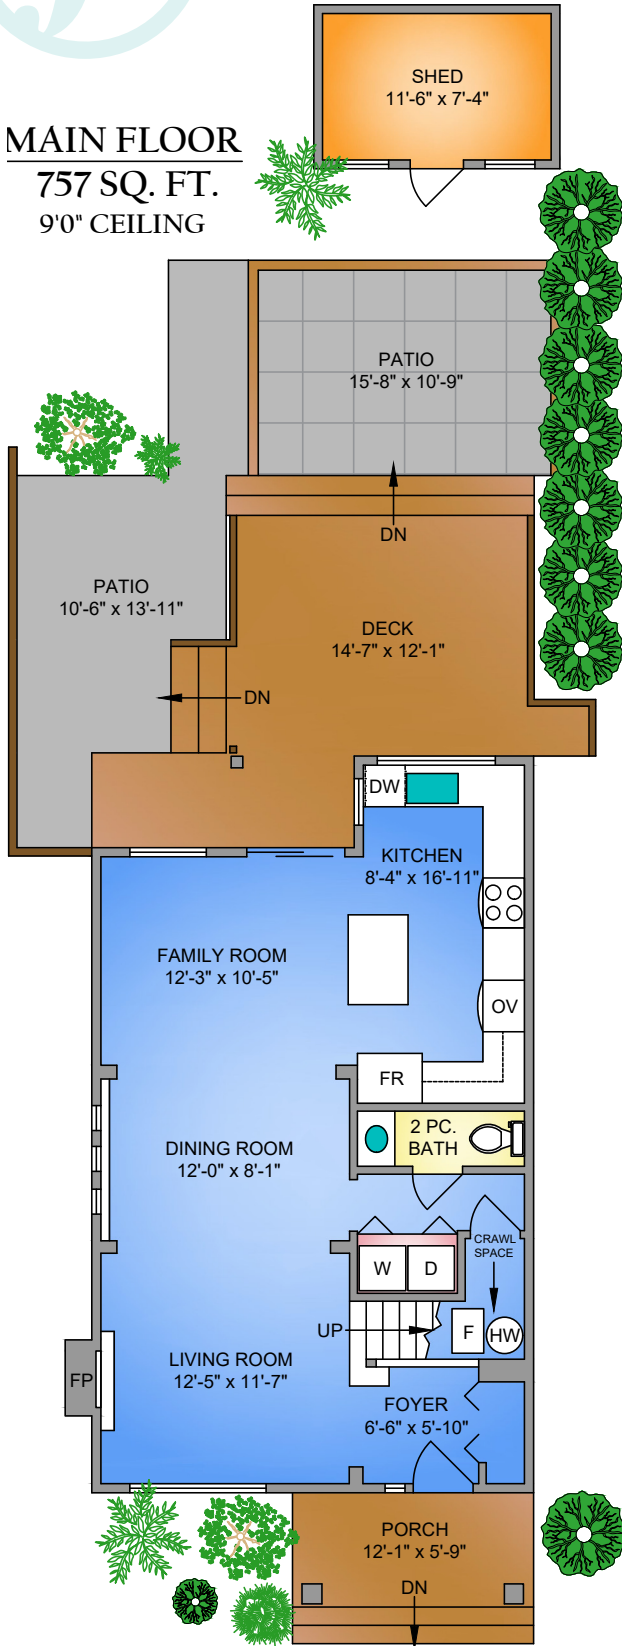 SHED
11'-6" x 7'-4"
MAIN FLOOR
757 SQ. FT.
9'0" CEILING
PATIO
15'-8" x 10'-9"
DN
PATIO
10'-6" x 13'-11"
DECK
14'-7" x 12'-1"
DN
DW
KITCHEN
8'-4" x 16'-11"
FAMILY ROOM
12'-3" x 10'-5"
OV
FR
2 PC.
BATH
DINING ROOM
12'-0" x 8'-1"
CRAWL
SPACE
W
D
UP
F
HW
LIVING ROOM
12'-5" x 11'-7"
FP
FOYER
6'-6" x 5'-10"
PORCH
12'-1" x 5'-9"
DN